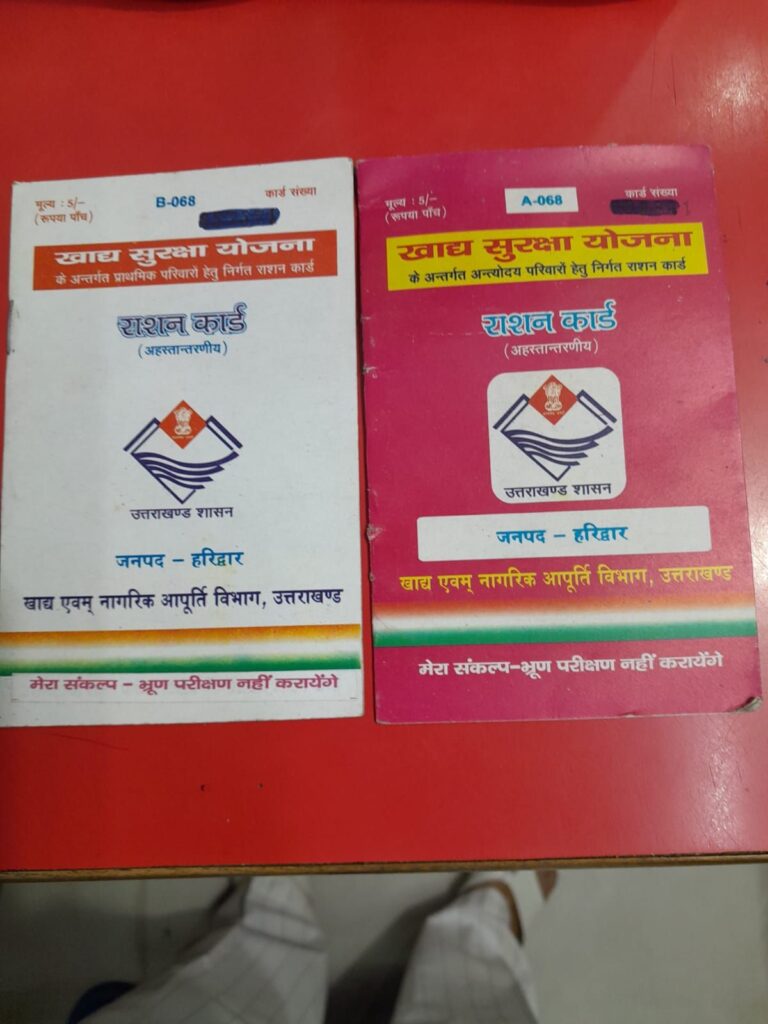 मूल्य : 5/-
(रूपया पाँच)
B-068
कार्ड संख्या
खाद्य सुरक्षा योजना
के अन्तर्गत प्राथमिक परिवारों हेतु निर्गत राशन कार्ड
राशन कार्ड
(अहस्तान्तरणीय)
उत्तराखण्ड शासन
जनपद – हरिद्वार
खाद्य एवम् नागरिक आपूर्ति विभाग, उत्तराखण्ड
मेरा संकल्प – भ्रूण परीक्षण नहीं करायेंगे
मूल्य : 5/-
(रूपया पाँच)
A-068
कार्ड संख्या
1
खाद्य सुरक्षा योजना
के अन्तर्गत अन्त्योदय परिवारों हेतु निर्गत राशन कार्ड
राशन कार्ड
(अहस्तान्तरणीय)
उत्तराखण्ड शासन
जनपद – हरिद्वार
खाद्य एवम् नागरिक आपूर्ति विभाग, उत्तराखण्ड
मेरा संकल्प–भ्रूण परीक्षण नहीं करायेंगे